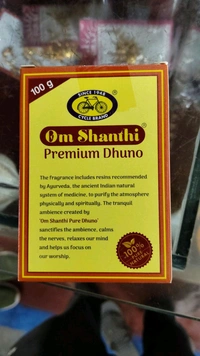 100 g
SINCE 1948
CYCLE BRAND
Om Shanthi
Premium Dhuno
The fragrance includes resins recommended
by Ayurveda, the ancient Indian natural
system of medicine, to purify the atmosphere
physically and spiritually. The tranquil
ambience created by
'Om Shanthi Pure Dhuno'
sanctifies the ambience, calms
the nerves, relaxes our mind
and helps us focus on
our worship.
100%